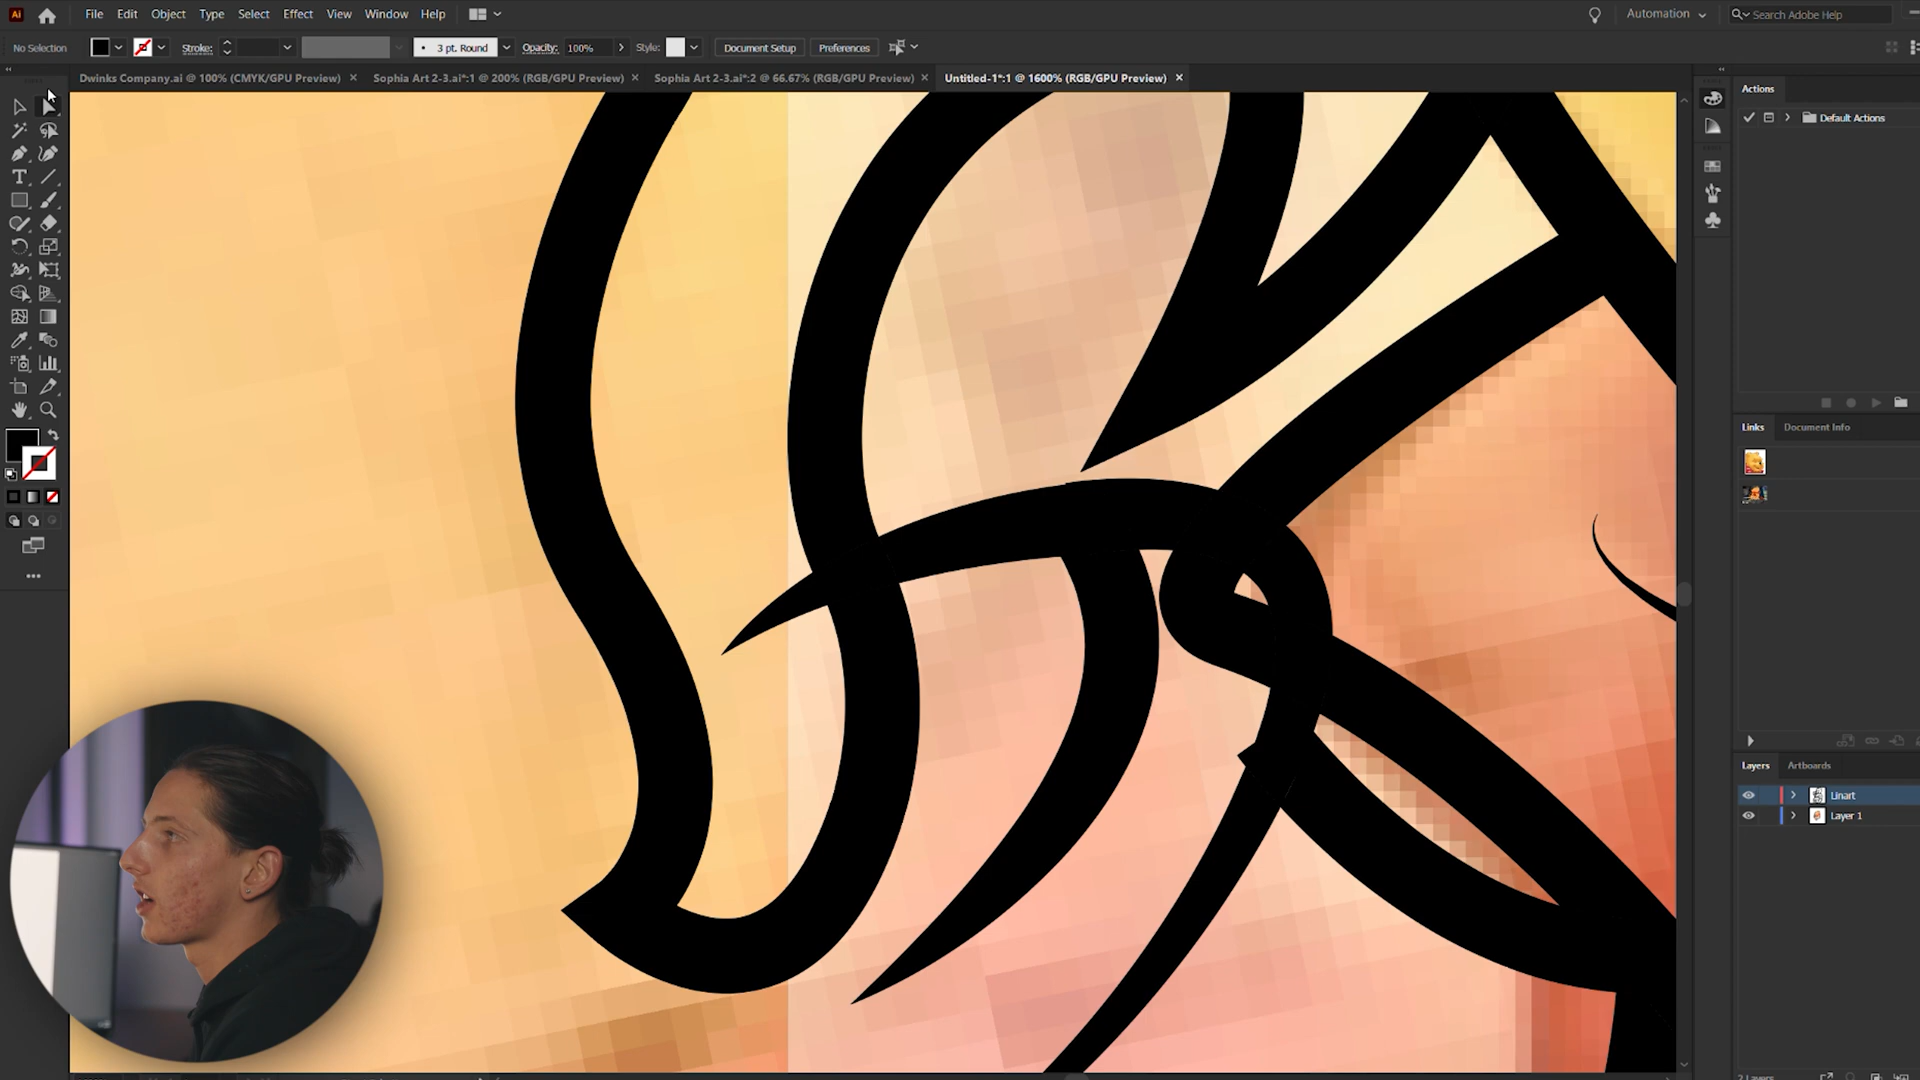 Ai File Edit Object Type Select Effect View Window Help Automation Search Adobe Help
No Selection Stroke: 3 pt. Round Opacity: 100% Style: Document Setup Preferences
Dwinks Company.ai @ 100% (CMYK/GPU Preview) Sophia Art 2-3.ai*:1 @ 200% (RGB/GPU Preview) Sophia Art 2-3.ai*:2 @ 66.67% (RGB/GPU Preview) Untitled-1*:1 @ 1600% (RGB/GPU Preview)
Actions
Default Actions
Links Document Info
Layers Artboards
Linart
Layer 1
2 Layers